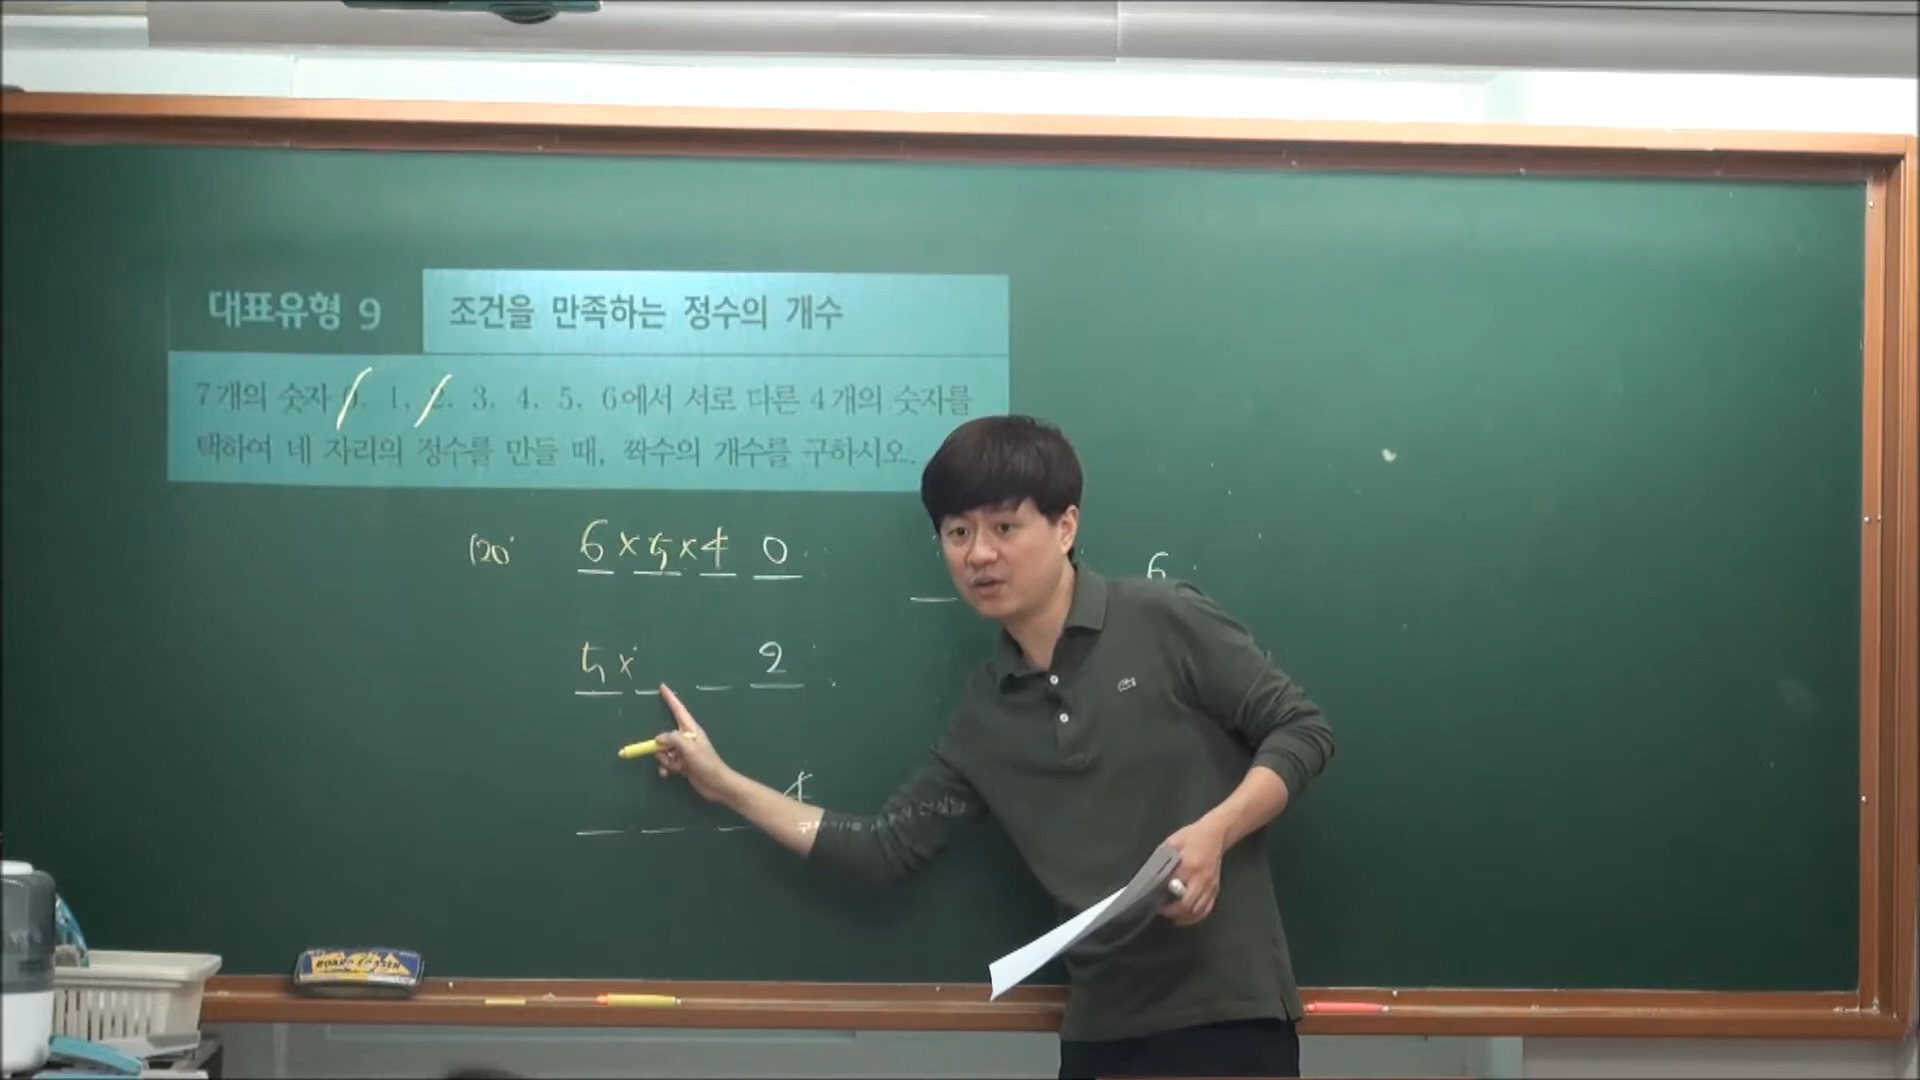 대표유형 9
조건을 만족하는 정수의 개수
7개의 숫자 0, 1, 2, 3, 4, 5, 6에서 서로 다른 4개의 숫자를
택하여 네 자리의 정수를 만들 때, 짝수의 개수를 구하시오.
120 6 × 5 × 4 0
6
5 × 2
4
BOARD ERASER